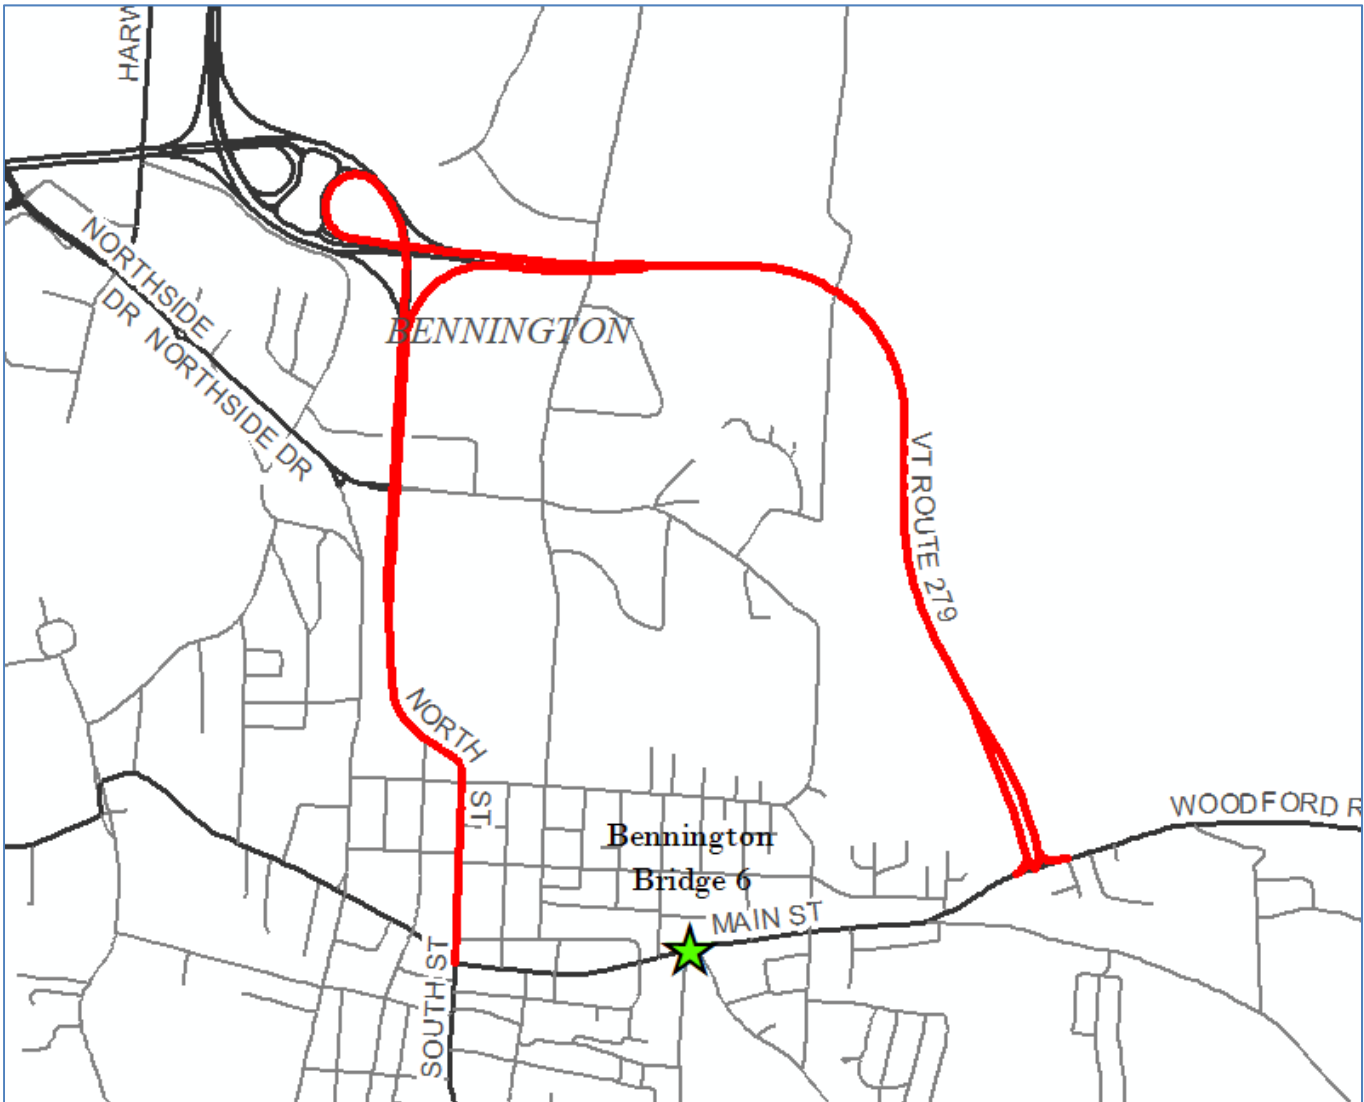 HARW
NORTHSIDE
DR
NORTHSIDE DR
BENNINGTON
VT ROUTE 279
NORTH
ST
WOODFORD R
Bennington
Bridge 6
MAIN ST
SOUTH ST